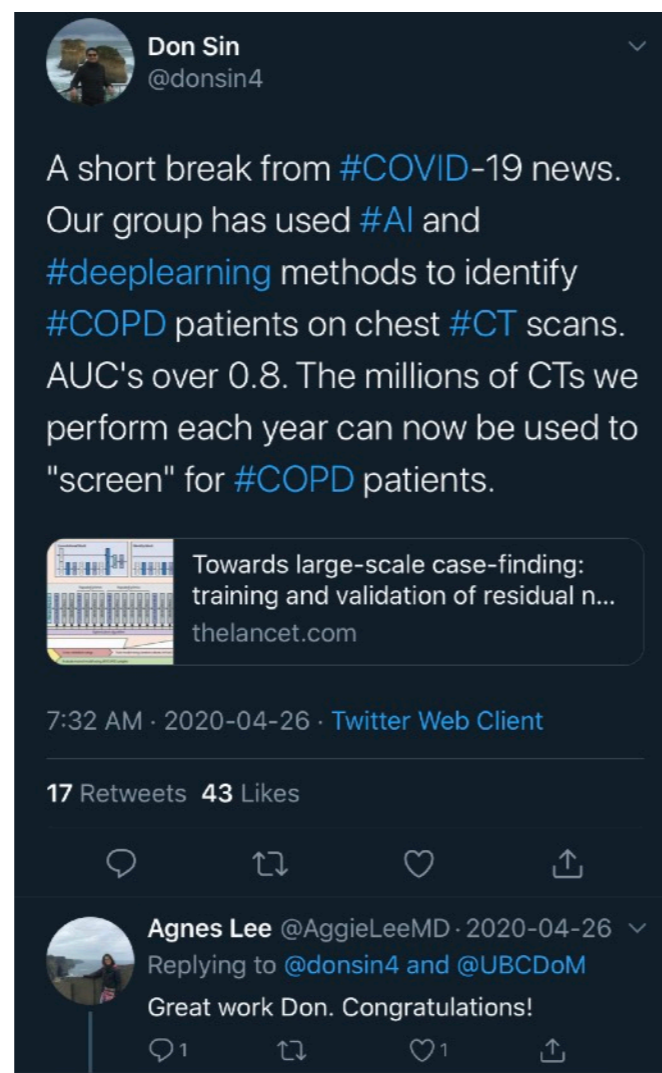 Don Sin
@donsin4
A short break from #COVID-19 news.
Our group has used #AI and
#deeplearning methods to identify
#COPD patients on chest #CT scans.
AUC's over 0.8. The millions of CTs we
perform each year can now be used to
"screen" for #COPD patients.
Towards large-scale case-finding:
training and validation of residual n...
thelancet.com
7:32 AM · 2020-04-26 · Twitter Web Client
17 Retweets 43 Likes
Agnes Lee @AggieLeeMD · 2020-04-26
Replying to @donsin4 and @UBCDoM
Great work Don. Congratulations!
1 1